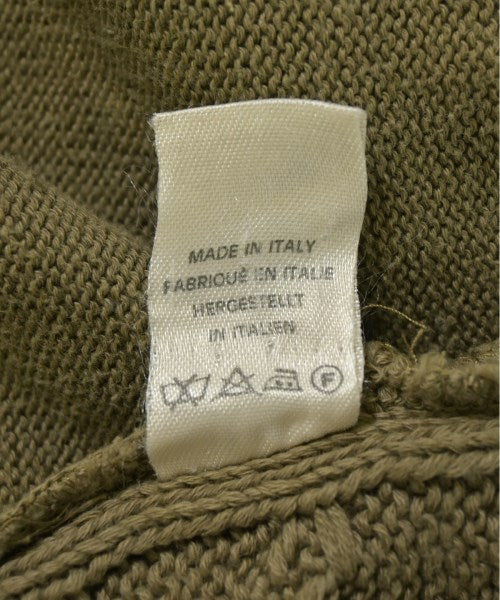 MADE IN ITALY
FABRIQUÉ EN ITALIE
HERGESTELLT
IN ITALIEN
F